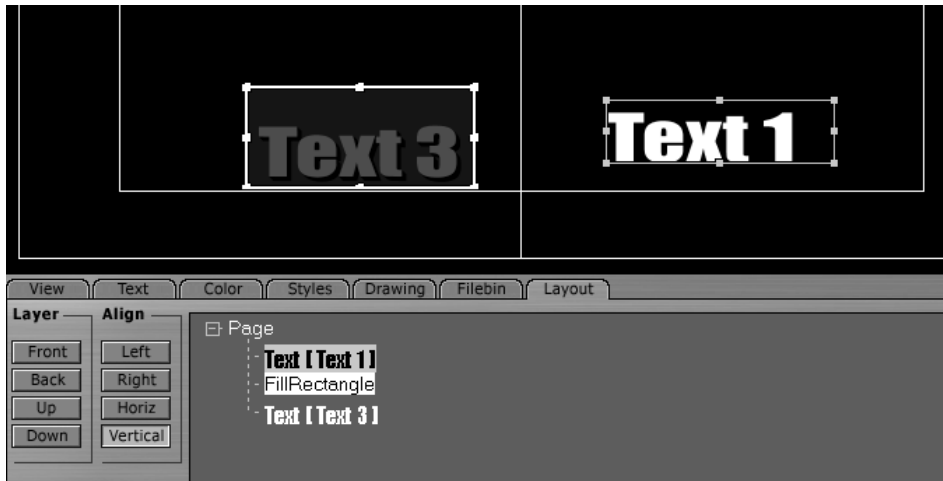 Text 3
Text 1
View Text Color Styles Drawing Filebin Layout
Layer Align
Front Left
Back Right
Up Horiz
Down Vertical
Page
Text [ Text 1 ]
FillRectangle
Text [ Text 3 ]